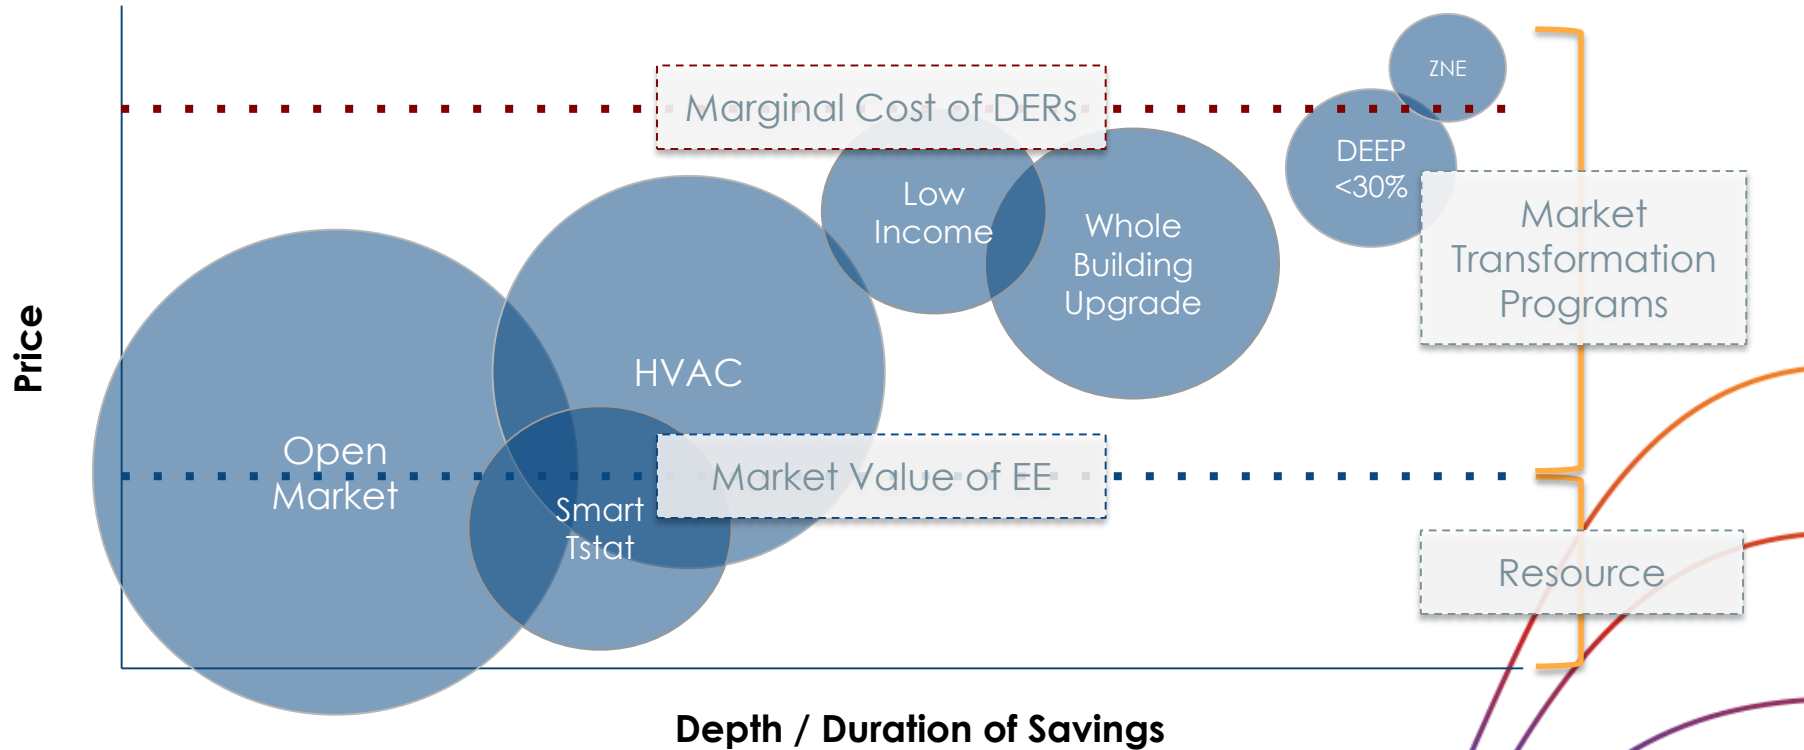 ZNE
Marginal Cost of DERs
DEEP
<30%
Low
Income
Whole
Building
Upgrade
Market
Transformation
Programs
Price
HVAC
Open
Market
Market Value of EE
Smart
Tstat
Resource
Depth / Duration of Savings